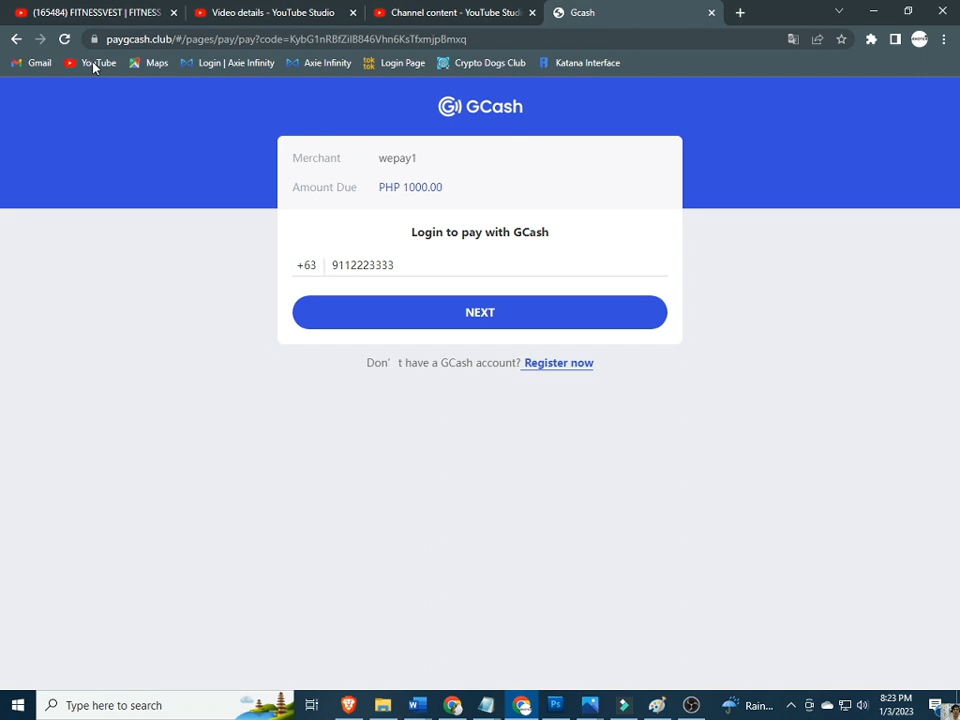 (165484) FITNESSVEST | FITNESS
Video details - YouTube Studio
Channel content - YouTube Stud
Gcash
paygcash.club/#/pages/pay/pay?code=KybG1nRBfZilB846Vhn6KsTfxmjpBmxq
Gmail YouTube Maps Login | Axie Infinity Axie Infinity Login Page Crypto Dogs Club Katana Interface
GCash
Merchant wepay1
Amount Due PHP 1000.00
Login to pay with GCash
+63 9112223333
NEXT
Don’t have a GCash account? Register now
Type here to search
Rain...
8:23 PM
1/3/2023